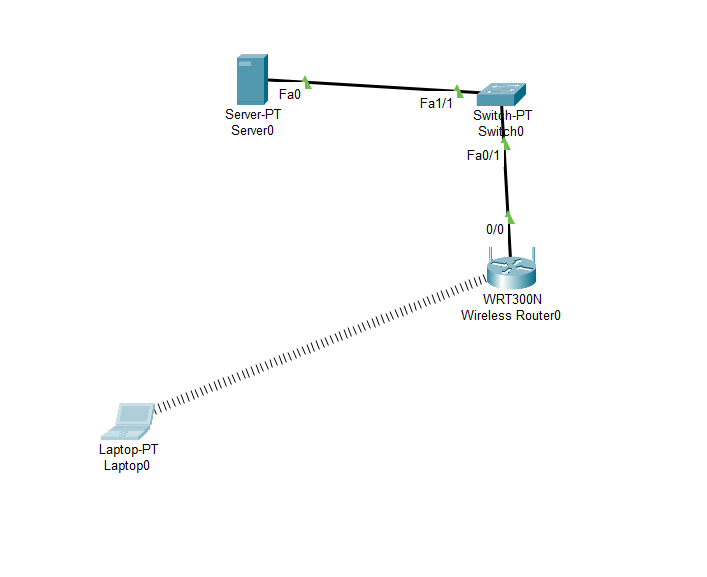 Fa0
Fa1/1
Server-PT
Server0
Switch-PT
Switch0
Fa0/1
0/0
WRT300N
Wireless Router0
Laptop-PT
Laptop0